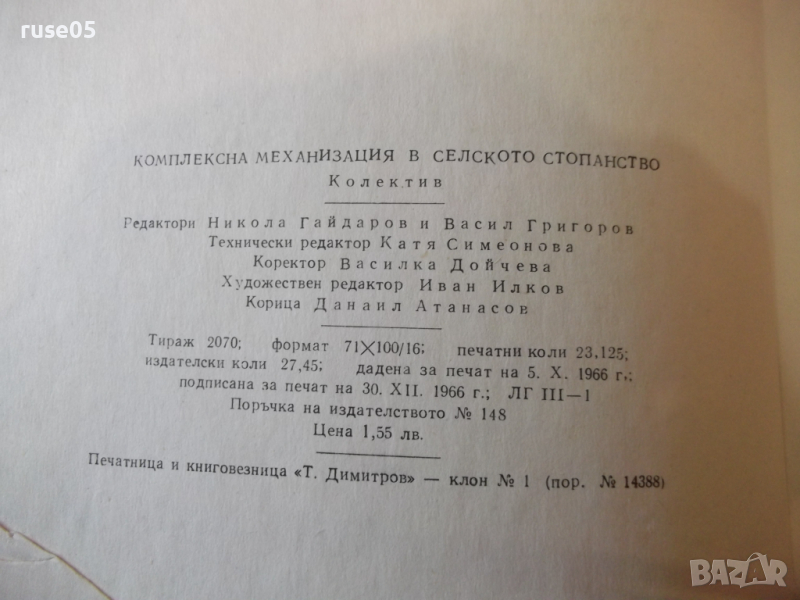 ruse05
КОМПЛЕКСНА МЕХАНИЗАЦИЯ В СЕЛСКОТО СТОПАНСТВО
Колектив
Редактори Никола Гайдаров и Васил Григоров
Технически редактор Катя Симеонова
Коректор Василка Дойчева
Художествен редактор Иван Илков
Корица Данаил Атанасов
Тираж 2070; формат 71×100/16; печатни коли 23,125;
издателски коли 27,45; дадена за печат на 5. X. 1966 г.;
подписана за печат на 30. XII. 1966 г.; ЛГ III—1
Поръчка на издателството № 148
Цена 1,55 лв.
Печатница и книговезница «Т. Димитров» — клон № 1 (пор. № 14388)
BAZAR